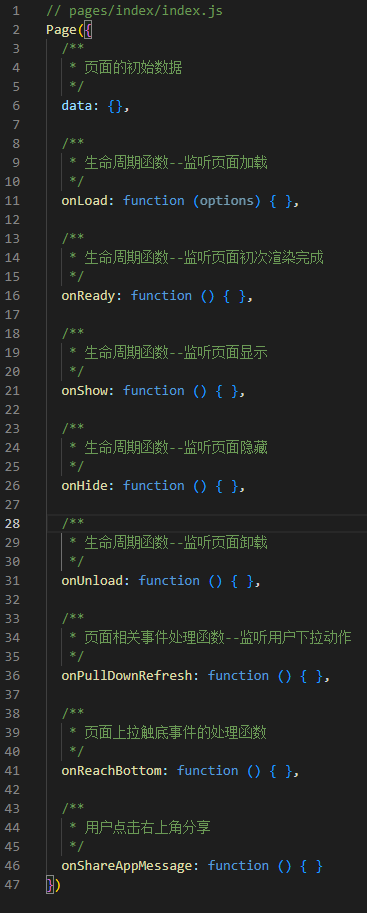 1 // pages/index/index.js
2 Page({
3 /**
4 * 页面的初始数据
5 */
6 data: {},
7
8 /**
9 * 生命周期函数--监听页面加载
10 */
11 onLoad: function (options) { },
12
13 /**
14 * 生命周期函数--监听页面初次渲染完成
15 */
16 onReady: function () { },
17
18 /**
19 * 生命周期函数--监听页面显示
20 */
21 onShow: function () { },
22
23 /**
24 * 生命周期函数--监听页面隐藏
25 */
26 onHide: function () { },
27
28 /**
29 * 生命周期函数--监听页面卸载
30 */
31 onUnload: function () { },
32
33 /**
34 * 页面相关事件处理函数--监听用户下拉动作
35 */
36 onPullDownRefresh: function () { },
37
38 /**
39 * 页面上拉触底事件的处理函数
40 */
41 onReachBottom: function () { },
42
43 /**
44 * 用户点击右上角分享
45 */
46 onShareAppMessage: function () { }
47 })